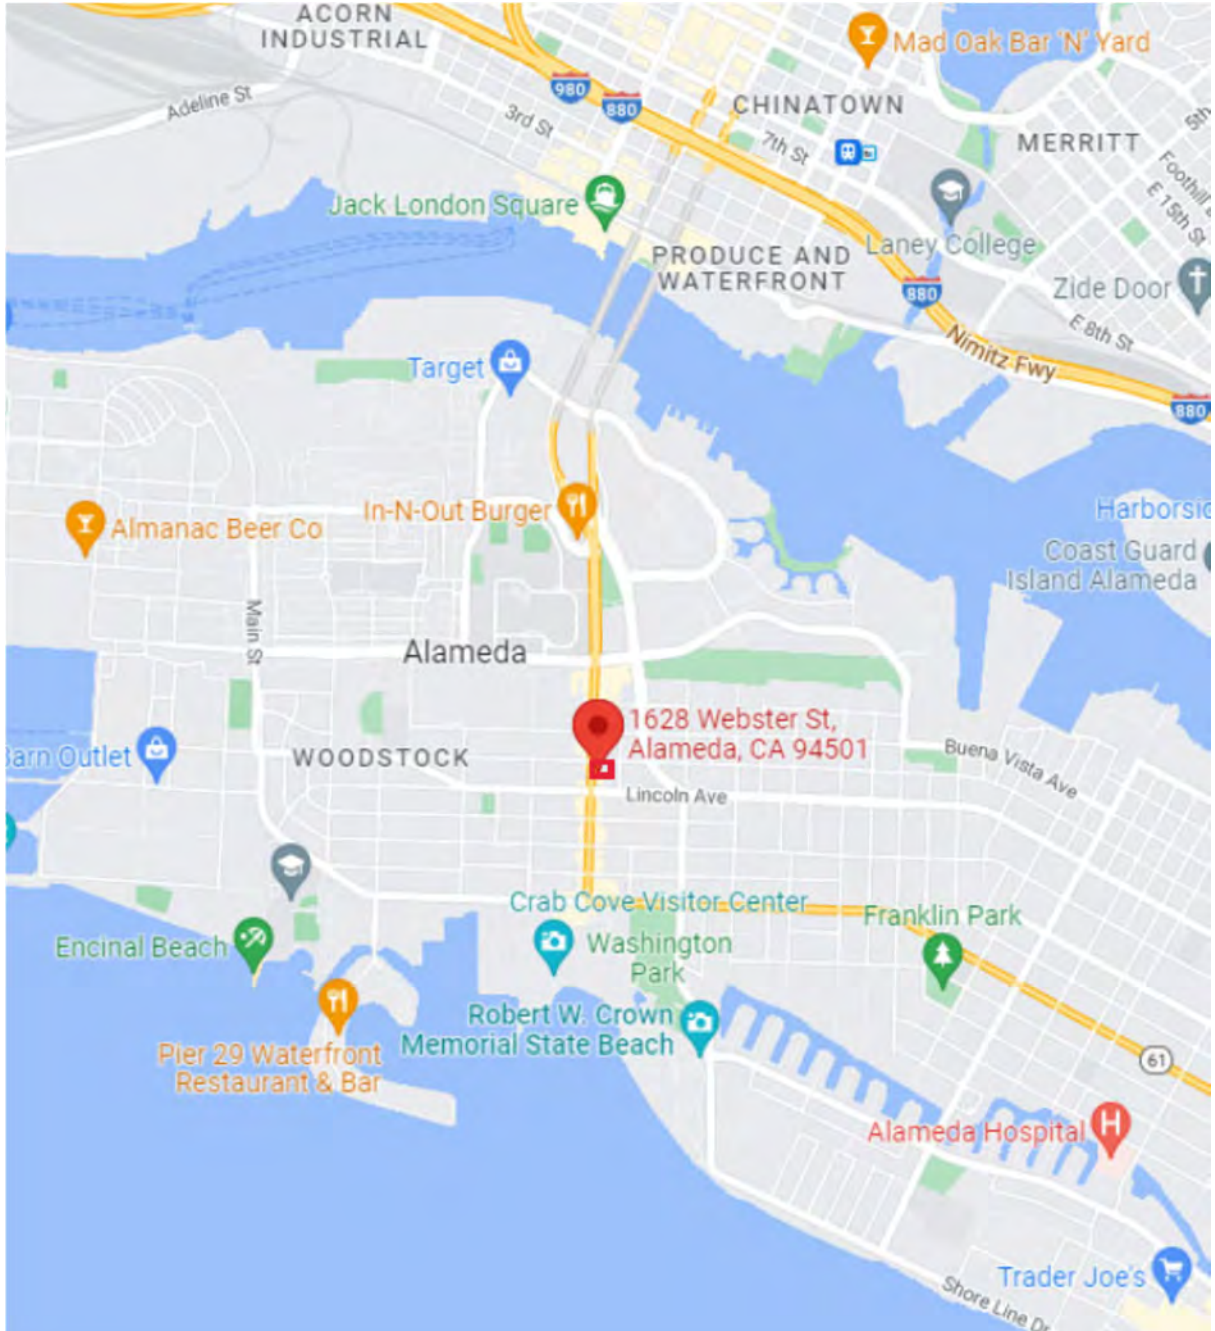 ACORN
INDUSTRIAL
Mad Oak Bar 'N' Yard
980
880
Adeline St
3rd St
CHINATOWN
7th St
MERRITT
5th
Foothill
E 15th St
Jack London Square
Laney College
PRODUCE AND
WATERFRONT
880
Zide Door
E 8th St
Nimitz Fwy
880
Target
In-N-Out Burger
Almanac Beer Co
Coast Guard
Island Alameda
Main St
Alameda
1628 Webster St,
Alameda, CA 94501
Barn Outlet
WOODSTOCK
Buena Vista Ave
Lincoln Ave
Crab Cove Visitor Center
Franklin Park
Encinal Beach
Washington
Park
Robert W. Crown
Memorial State Beach
Pier 29 Waterfront
Restaurant & Bar
61
Alameda Hospital
H
Trader Joe's
Shore Line Dr